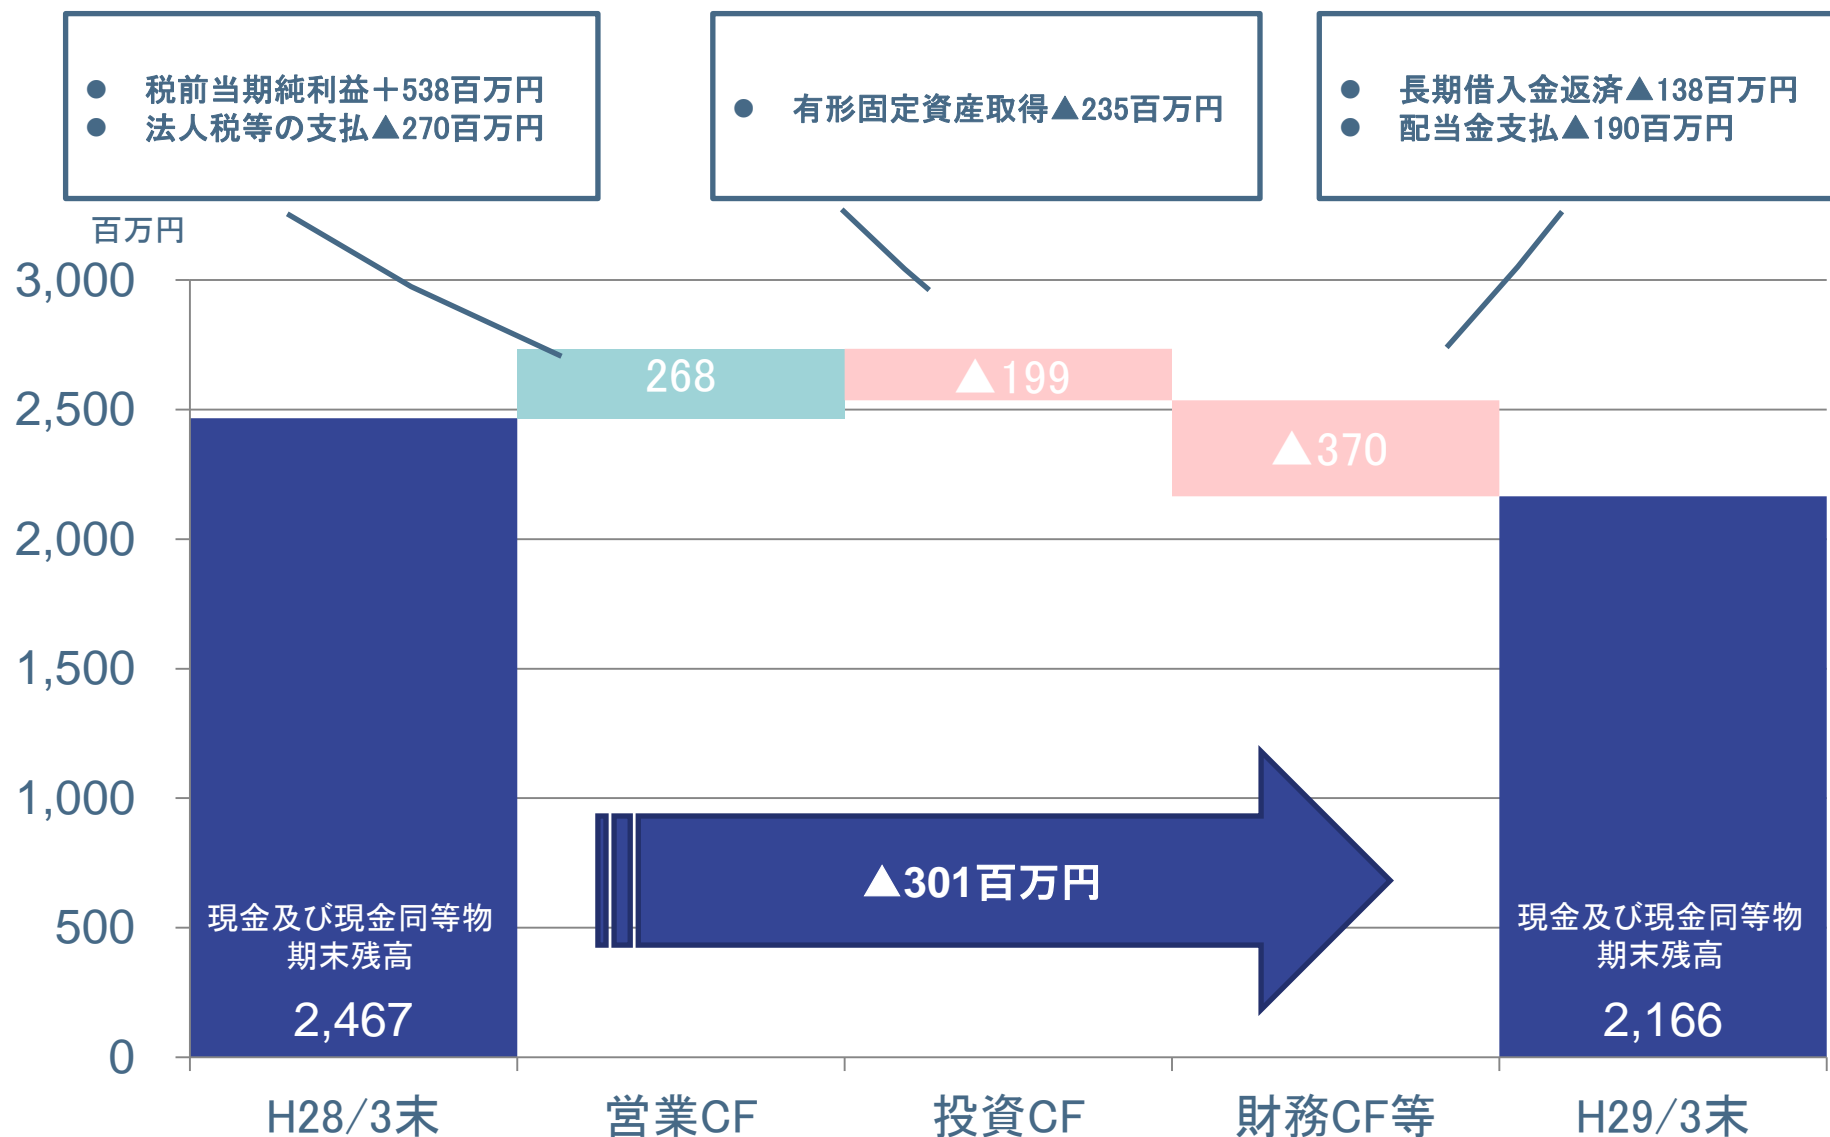 ● 税前当期純利益＋538百万円
● 法人税等の支払▲270百万円
● 有形固定資産取得▲235百万円
● 長期借入金返済▲138百万円
● 配当金支払▲190百万円
百万円
3,000
2,500
2,000
1,500
1,000
500
0
268
▲199
▲370
▲301百万円
現金及び現金同等物
期末残高
2,467
現金及び現金同等物
期末残高
2,166
H28/3末
営業CF
投資CF
財務CF等
H29/3末